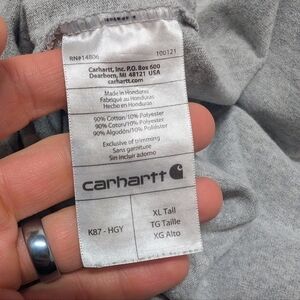 RN#14806 100121
Carhartt, Inc. P.O. Box 600
Dearborn, MI 48121 USA
carhartt.com
Made in Honduras
Fabriqué au Honduras
Hecho en Honduras
90% Cotton/10% Polyester
90% Coton/10% Polyester
90% Algodón/10% Poliester
Exclusive of trimming
Sans garniture
Sin incluir adorno
carhartt
K87 - HGY
XL Tall
TG Taille
XG Alto